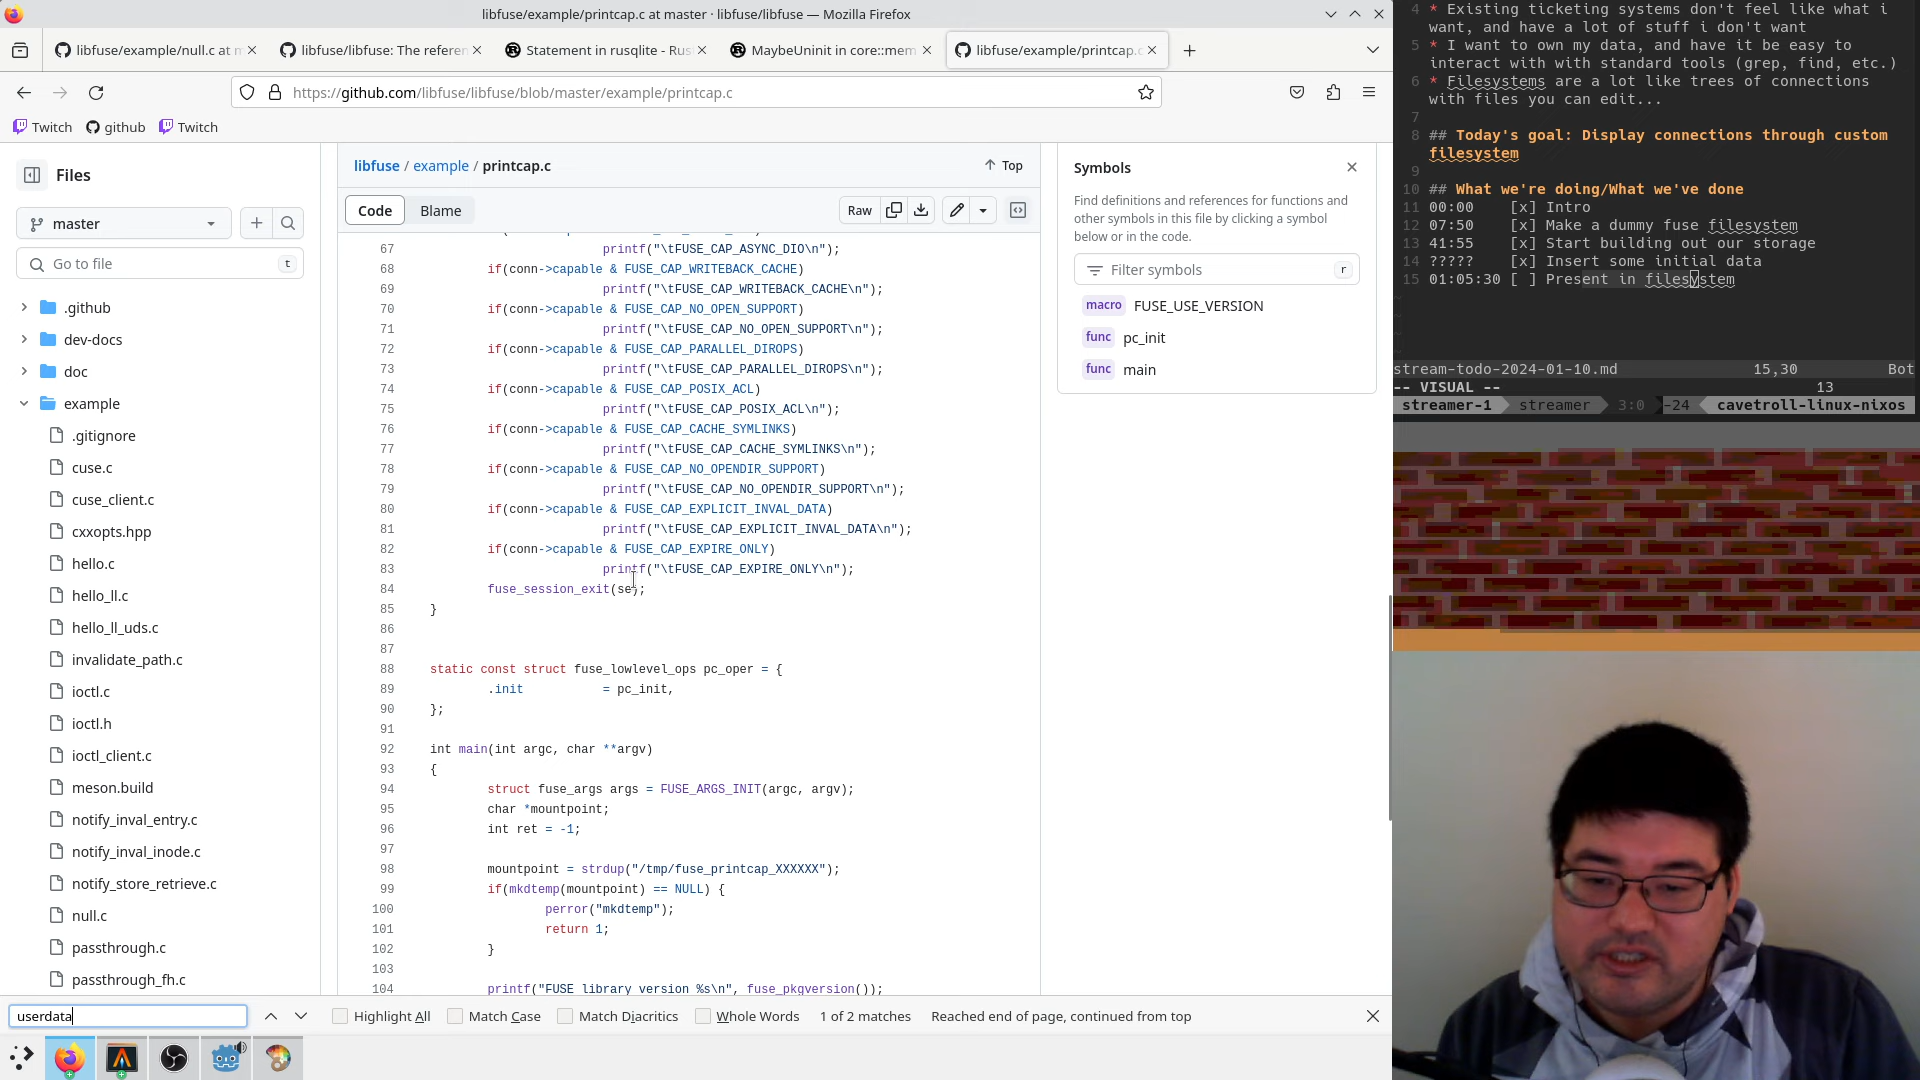 libfuse/example/printcap.c at master · libfuse/libfuse — Mozilla Firefox
libfuse/example/null.c at m
libfuse/libfuse: The referen
Statement in rusqlite - Rus
MaybeUninit in core::mem
libfuse/example/printcap.c
https://github.com/libfuse/libfuse/blob/master/example/printcap.c
Twitch
github
Twitch
Files
master
Go to file
t
.github
dev-docs
doc
example
.gitignore
cuse.c
cuse_client.c
cxxopts.hpp
hello.c
hello_ll.c
hello_ll_uds.c
invalidate_path.c
ioctl.c
ioctl.h
ioctl_client.c
meson.build
notify_inval_entry.c
notify_inval_inode.c
notify_store_retrieve.c
null.c
passthrough.c
passthrough_fh.c
libfuse / example / printcap.c
Top
Code
Blame
Raw
67 printf("\tFUSE_CAP_ASYNC_DIO\n");
68 if(conn->capable & FUSE_CAP_WRITEBACK_CACHE)
69 printf("\tFUSE_CAP_WRITEBACK_CACHE\n");
70 if(conn->capable & FUSE_CAP_NO_OPEN_SUPPORT)
71 printf("\tFUSE_CAP_NO_OPEN_SUPPORT\n");
72 if(conn->capable & FUSE_CAP_PARALLEL_DIROPS)
73 printf("\tFUSE_CAP_PARALLEL_DIROPS\n");
74 if(conn->capable & FUSE_CAP_POSIX_ACL)
75 printf("\tFUSE_CAP_POSIX_ACL\n");
76 if(conn->capable & FUSE_CAP_CACHE_SYMLINKS)
77 printf("\tFUSE_CAP_CACHE_SYMLINKS\n");
78 if(conn->capable & FUSE_CAP_NO_OPENDIR_SUPPORT)
79 printf("\tFUSE_CAP_NO_OPENDIR_SUPPORT\n");
80 if(conn->capable & FUSE_CAP_EXPLICIT_INVAL_DATA)
81 printf("\tFUSE_CAP_EXPLICIT_INVAL_DATA\n");
82 if(conn->capable & FUSE_CAP_EXPIRE_ONLY)
83 printf("\tFUSE_CAP_EXPIRE_ONLY\n");
84 fuse_session_exit(se);
85 }
86
87
88 static const struct fuse_lowlevel_ops pc_oper = {
89 .init = pc_init,
90 };
91
92 int main(int argc, char **argv)
93 {
94 struct fuse_args args = FUSE_ARGS_INIT(argc, argv);
95 char *mountpoint;
96 int ret = -1;
97
98 mountpoint = strdup("/tmp/fuse_printcap_XXXXXX");
99 if(mkdtemp(mountpoint) == NULL) {
100 perror("mkdtemp");
101 return 1;
102 }
103
104 printf("FUSE library version %s\n", fuse_pkgversion());
Symbols
Find definitions and references for functions and
other symbols in this file by clicking a symbol
below or in the code.
Filter symbols
r
macro FUSE_USE_VERSION
func pc_init
func main
userdata
Highlight All
Match Case
Match Diacritics
Whole Words
1 of 2 matches
Reached end of page, continued from top
4 * Existing ticketing systems don't feel like what i
want, and have a lot of stuff i don't want
5 * I want to own my data, and have it be easy to
interact with with standard tools (grep, find, etc.)
6 * Filesystems are a lot like trees of connections
with files you can edit...
7
8 ## Today's goal: Display connections through custom
filesystem
9
10 ## What we're doing/What we've done
11 00:00 [x] Intro
12 07:50 [x] Make a dummy fuse filesystem
13 41:55 [x] Start building out our storage
14 ????? [x] Insert some initial data
15 01:05:30 [ ] Present in filesystem
~
~
~
stream-todo-2024-01-10.md 15,30 Bot
-- VISUAL -- 13
streamer-1 streamer 3:0 -24 cavetroll-linux-nixos